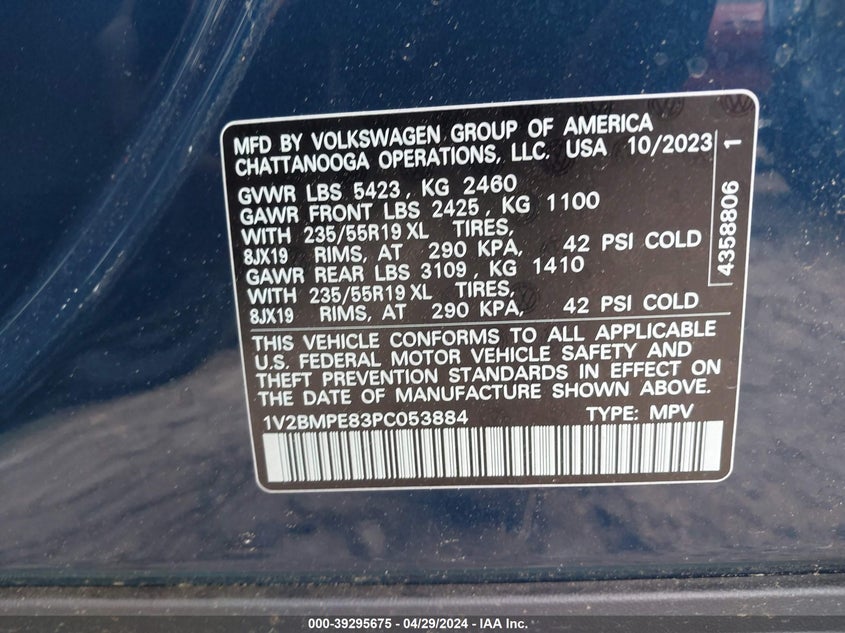 MFD BY VOLKSWAGEN GROUP OF AMERICA
CHATTANOOGA OPERATIONS, LLC. USA 10/2023
GVWR LBS 5423, KG 2460
GAWR FRONT LBS 2425, KG 1100
WITH 235/55R19 XL TIRES,
8JX19 RIMS, AT 290 KPA, 42 PSI COLD
GAWR REAR LBS 3109, KG 1410
WITH 235/55R19 XL TIRES,
8JX19 RIMS, AT 290 KPA, 42 PSI COLD
THIS VEHICLE CONFORMS TO ALL APPLICABLE
U.S. FEDERAL MOTOR VEHICLE SAFETY AND
THEFT PREVENTION STANDARDS IN EFFECT ON
THE DATE OF MANUFACTURE SHOWN ABOVE.
1V2BMPE83PC053884 TYPE: MPV
4358806 1
000-39295675 - 04/29/2024 - IAA Inc.